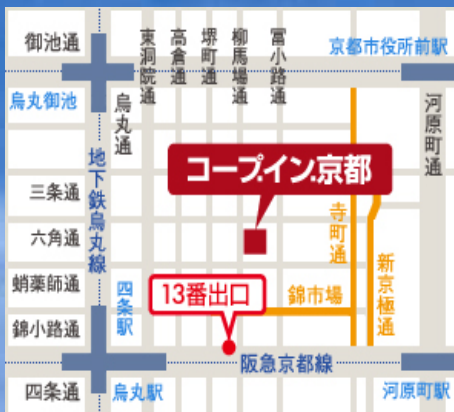 御池通
東洞院通
高倉通
堺町通
柳馬場通
富小路通
京都市役所前駅
烏丸御池
烏丸通
河原町通
地下鉄烏丸線
コープ.イン.京都
三条通
六角通
寺町通
新京極通
蛸薬師通
四条駅
13番出口
錦市場
錦小路通
阪急京都線
四条通
烏丸駅
河原町駅